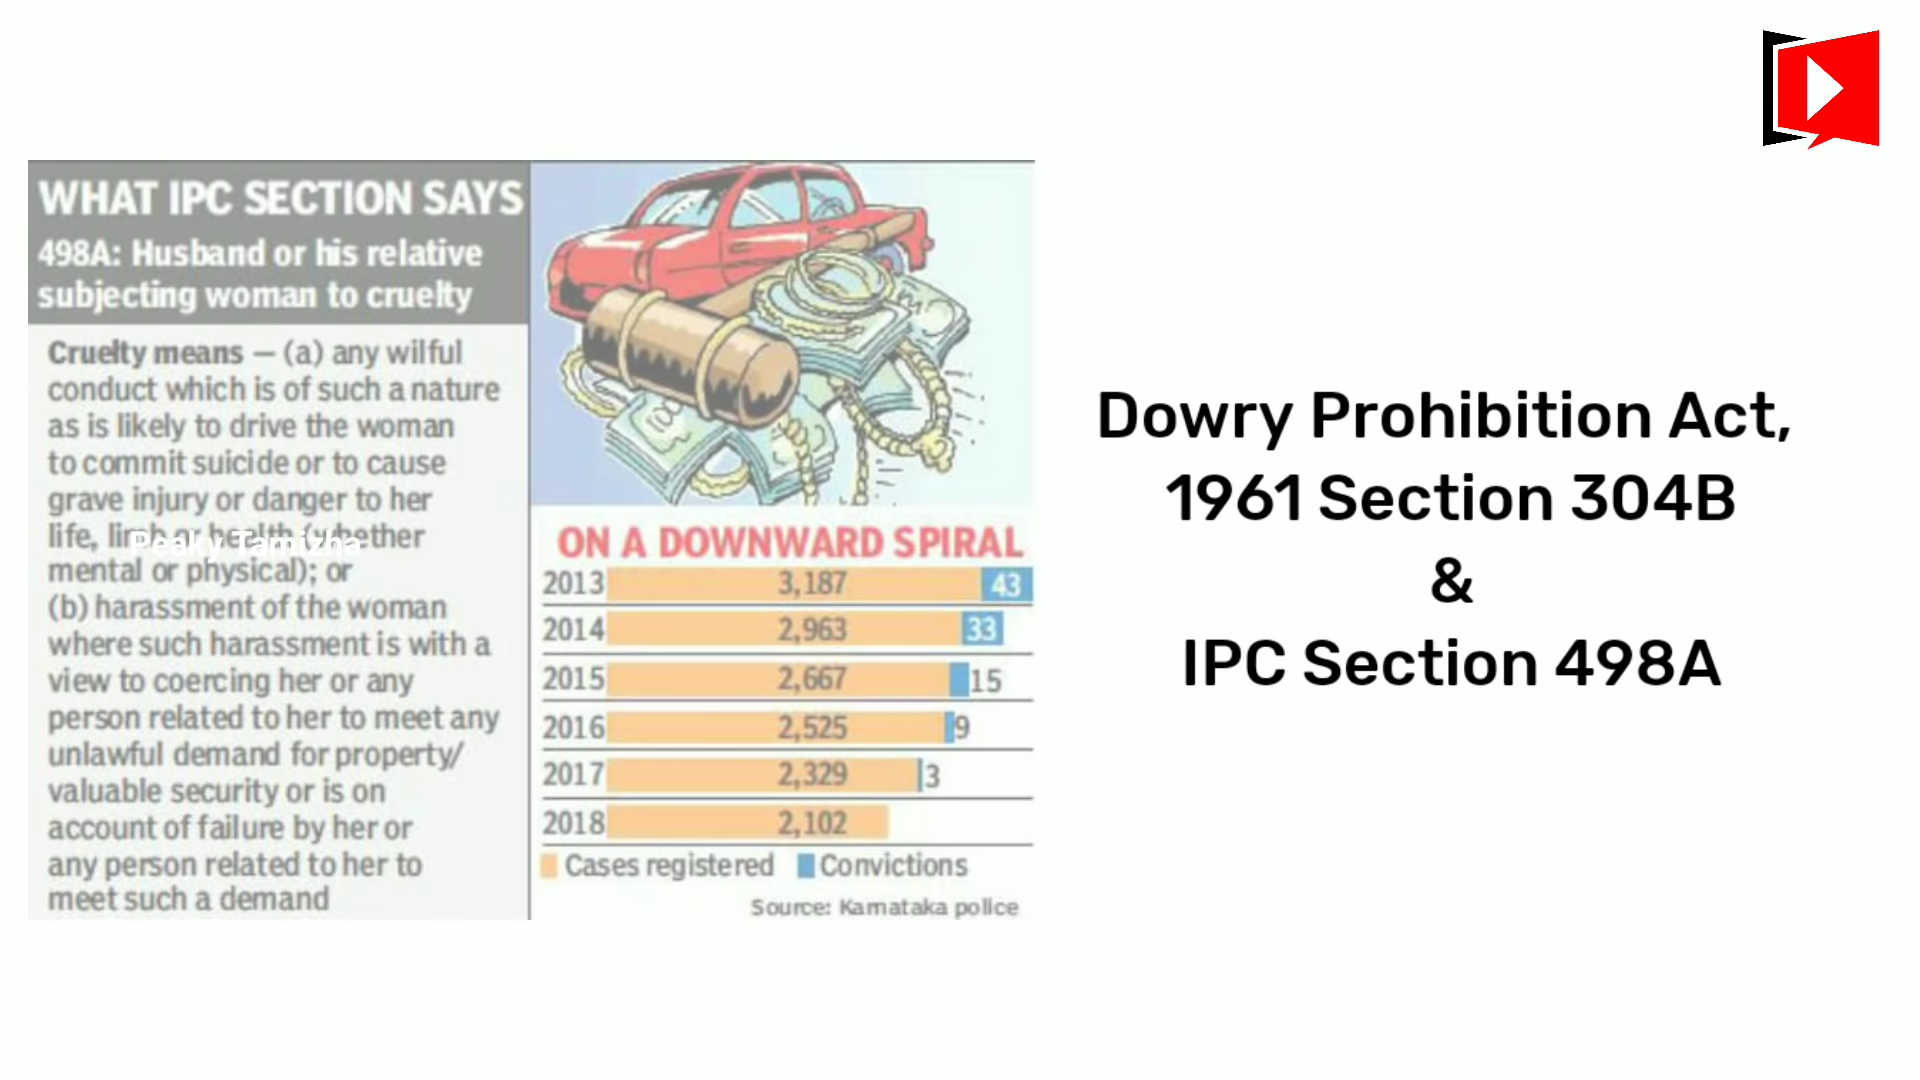 WHAT IPC SECTION SAYS
498A: Husband or his relative
subjecting woman to cruelty
Cruelty means — (a) any wilful
conduct which is of such a nature
as is likely to drive the woman
to commit suicide or to cause
grave injury or danger to her
life, limb or health (whether
mental or physical); or
(b) harassment of the woman
where such harassment is with a
view to coercing her or any
person related to her to meet any
unlawful demand for property/
valuable security or is on
account of failure by her or
any person related to her to
meet such a demand
Peaky Tamizha
ON A DOWNWARD SPIRAL
2013 3,187 43
2014 2,963 33
2015 2,667 15
2016 2,525 9
2017 2,329 3
2018 2,102
Cases registered Convictions
Source: Karnataka police
Dowry Prohibition Act,
1961 Section 304B
&
IPC Section 498A